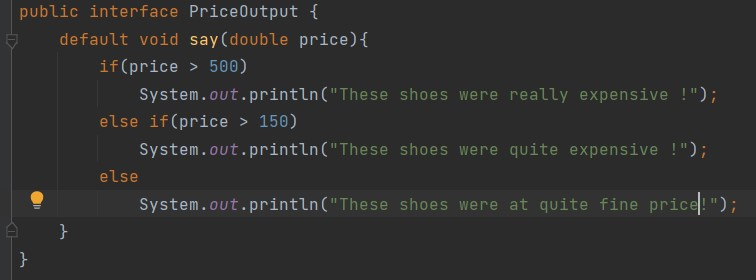 public interface PriceOutput {
    default void say(double price){
        if(price > 500)
            System.out.println("These shoes were really expensive !");
        else if(price > 150)
            System.out.println("These shoes were quite expensive !");
        else
            System.out.println("These shoes were at quite fine price!");
    }
}